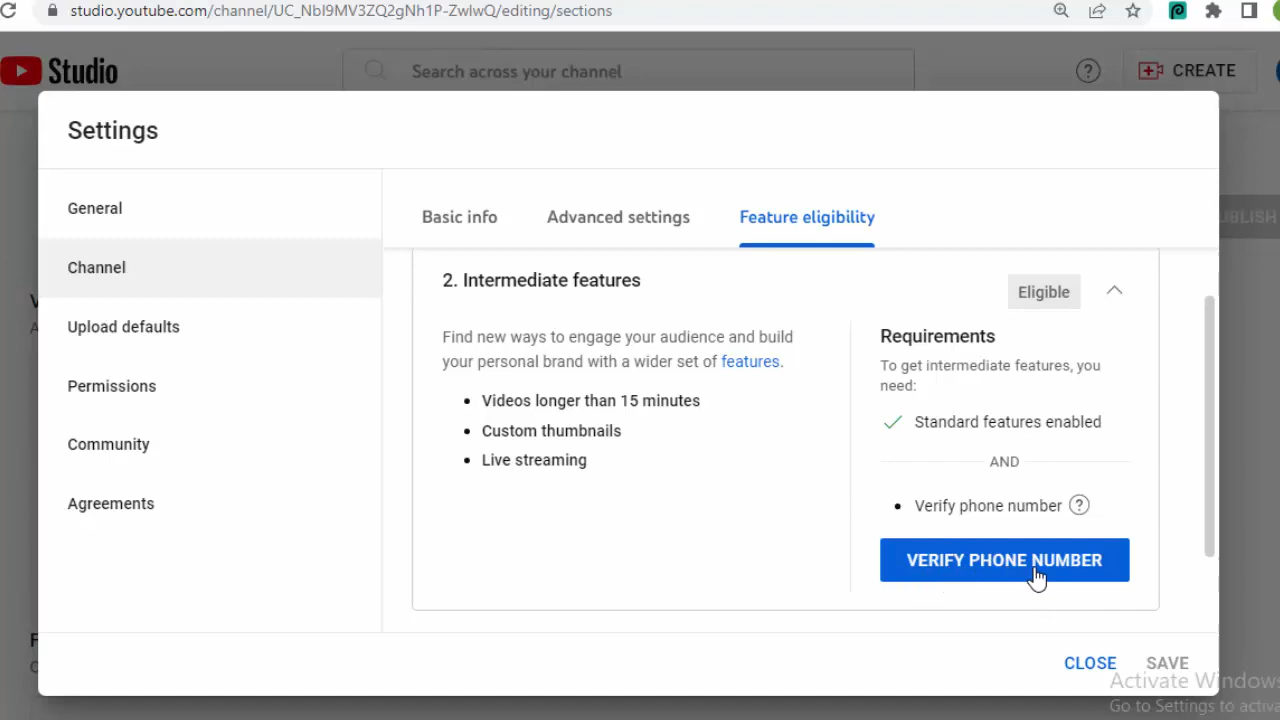 studio.youtube.com/channel/UC_NbI9MV3ZQ2gNh1P-ZwlwQ/editing/sections
Studio
Search across your channel
CREATE
Settings
General
Channel
Upload defaults
Permissions
Community
Agreements
Basic info
Advanced settings
Feature eligibility
2. Intermediate features
Eligible
Find new ways to engage your audience and build
your personal brand with a wider set of features.
• Videos longer than 15 minutes
• Custom thumbnails
• Live streaming
Requirements
To get intermediate features, you
need:
Standard features enabled
AND
• Verify phone number ?
VERIFY PHONE NUMBER
CLOSE
SAVE
Activate Windows
Go to Settings to activa